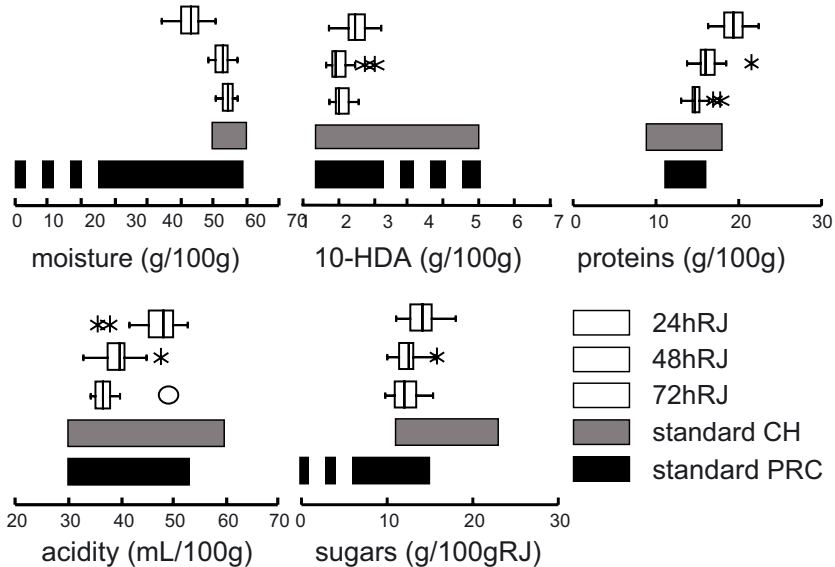 0 10 20 30 40 50 60 70
moisture (g/100g)
1 2 3 4 5 6 7
10-HDA (g/100g)
0 10 20 30
proteins (g/100g)
20 30 40 50 60 70
acidity (mL/100g)
0 10 20 30
sugars (g/100gRJ)
24hRJ
48hRJ
72hRJ
standard CH
standard PRC